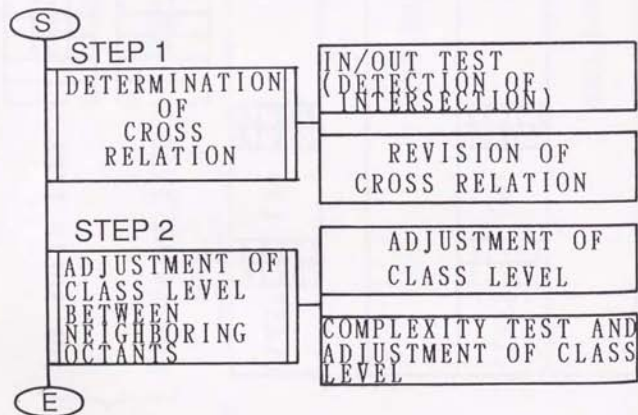 S
STEP 1
DETERMINATION
OF
CROSS
RELATION
IN/OUT TEST
(DETECTION OF
INTERSECTION)
REVISION OF
CROSS RELATION
STEP 2
ADJUSTMENT OF
CLASS LEVEL
BETWEEN
NEIGHBORING
OCTANTS
ADJUSTMENT OF
CLASS LEVEL
COMPLEXITY TEST AND
ADJUSTMENT OF CLASS
LEVEL
E